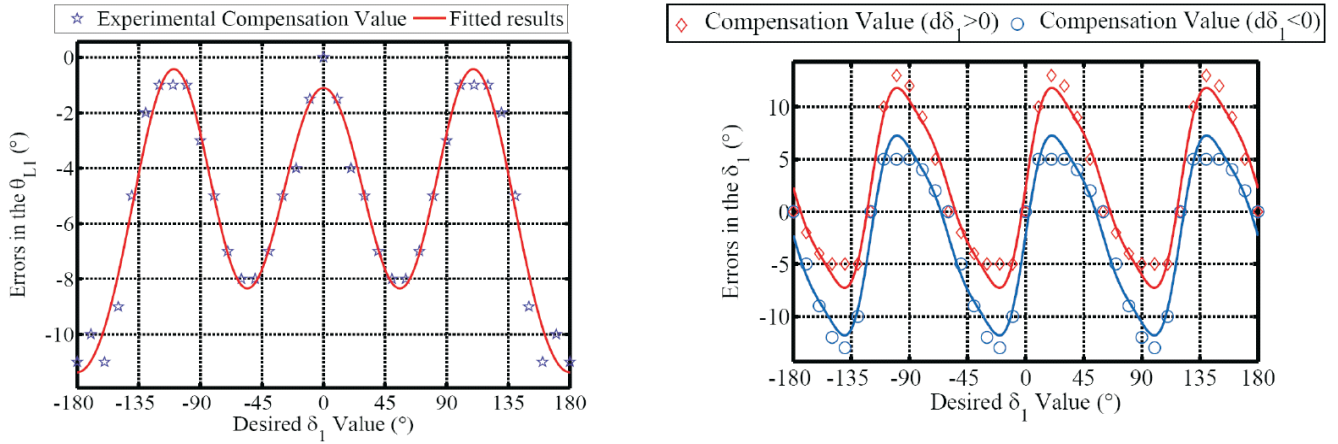 Experimental Compensation Value
Fitted results
0
-2
-4
-6
-8
-10
Errors in the θ_L1 (°)
-180 -135 -90 -45 0 45 90 135 180
Desired δ₁ Value (°)
Compensation Value (dδ₁>0)
Compensation Value (dδ₁<0)
10
5
0
-5
-10
Errors in the δ₁ (°)
-180 -135 -90 -45 0 45 90 135 180
Desired δ₁ Value (°)